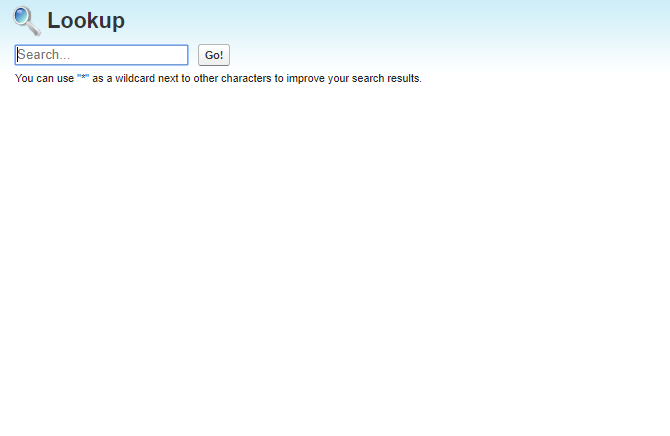 Lookup
Search...
Go!
You can use "*" as a wildcard next to other characters to improve your search results.